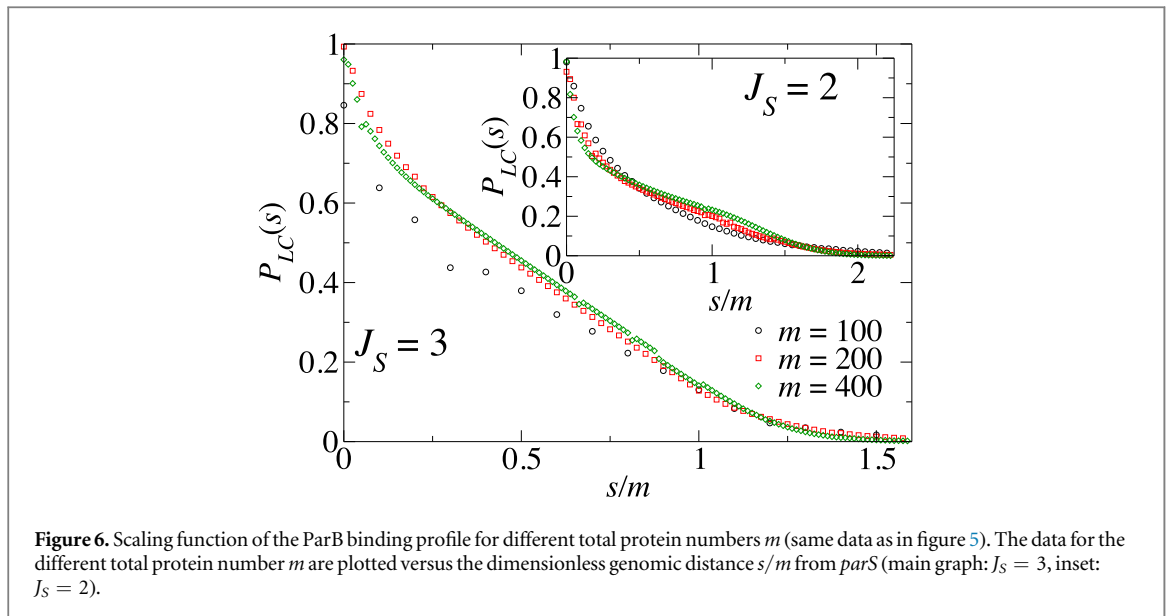 1
0.8
0.6
0.4
0.2
0
P_LC(s)
0
0.5
1
1.5
s/m
J_S = 3
1
0.8
0.6
0.4
0.2
0
P_LC(s)
J_S = 2
0
1
2
s/m
m = 100
m = 200
m = 400
Figure 6. Scaling function of the ParB binding profile for different total protein numbers m (same data as in figure 5). The data for the
different total protein number m are plotted versus the dimensionless genomic distance s/m from parS (main graph: J_S = 3, inset:
J_S = 2).